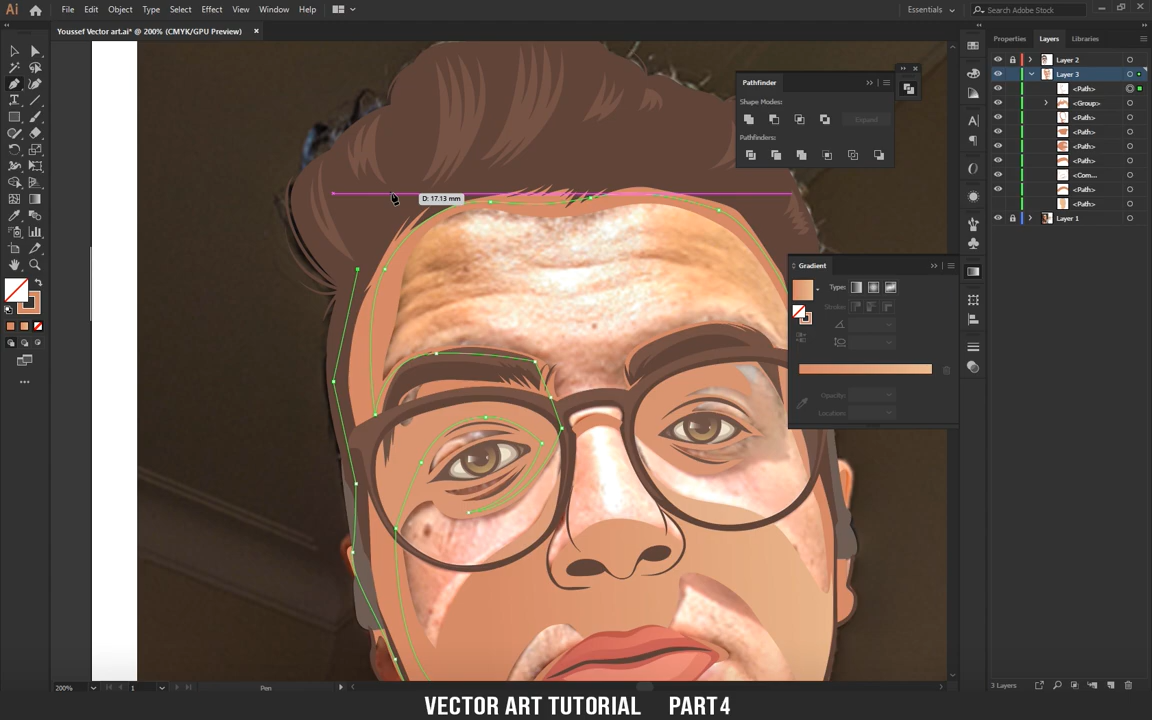 Ai
File Edit Object Type Select Effect View Window Help
Essentials
Search Adobe Stock
Youssef Vector art.ai* @ 200% (CMYK/GPU Preview)
Properties Layers Libraries
Layer 2
Layer 3
<Path>
<Group>
<Path>
<Path>
<Path>
<Path>
<Com...
<Path>
<Path>
Layer 1
Pathfinder
Shape Modes:
Expand
Pathfinders:
D: 17.13 mm
Gradient
Type:
Stroke:
Opacity:
Location:
200%
1
Pen
3 Layers
VECTOR ART TUTORIAL PART 4